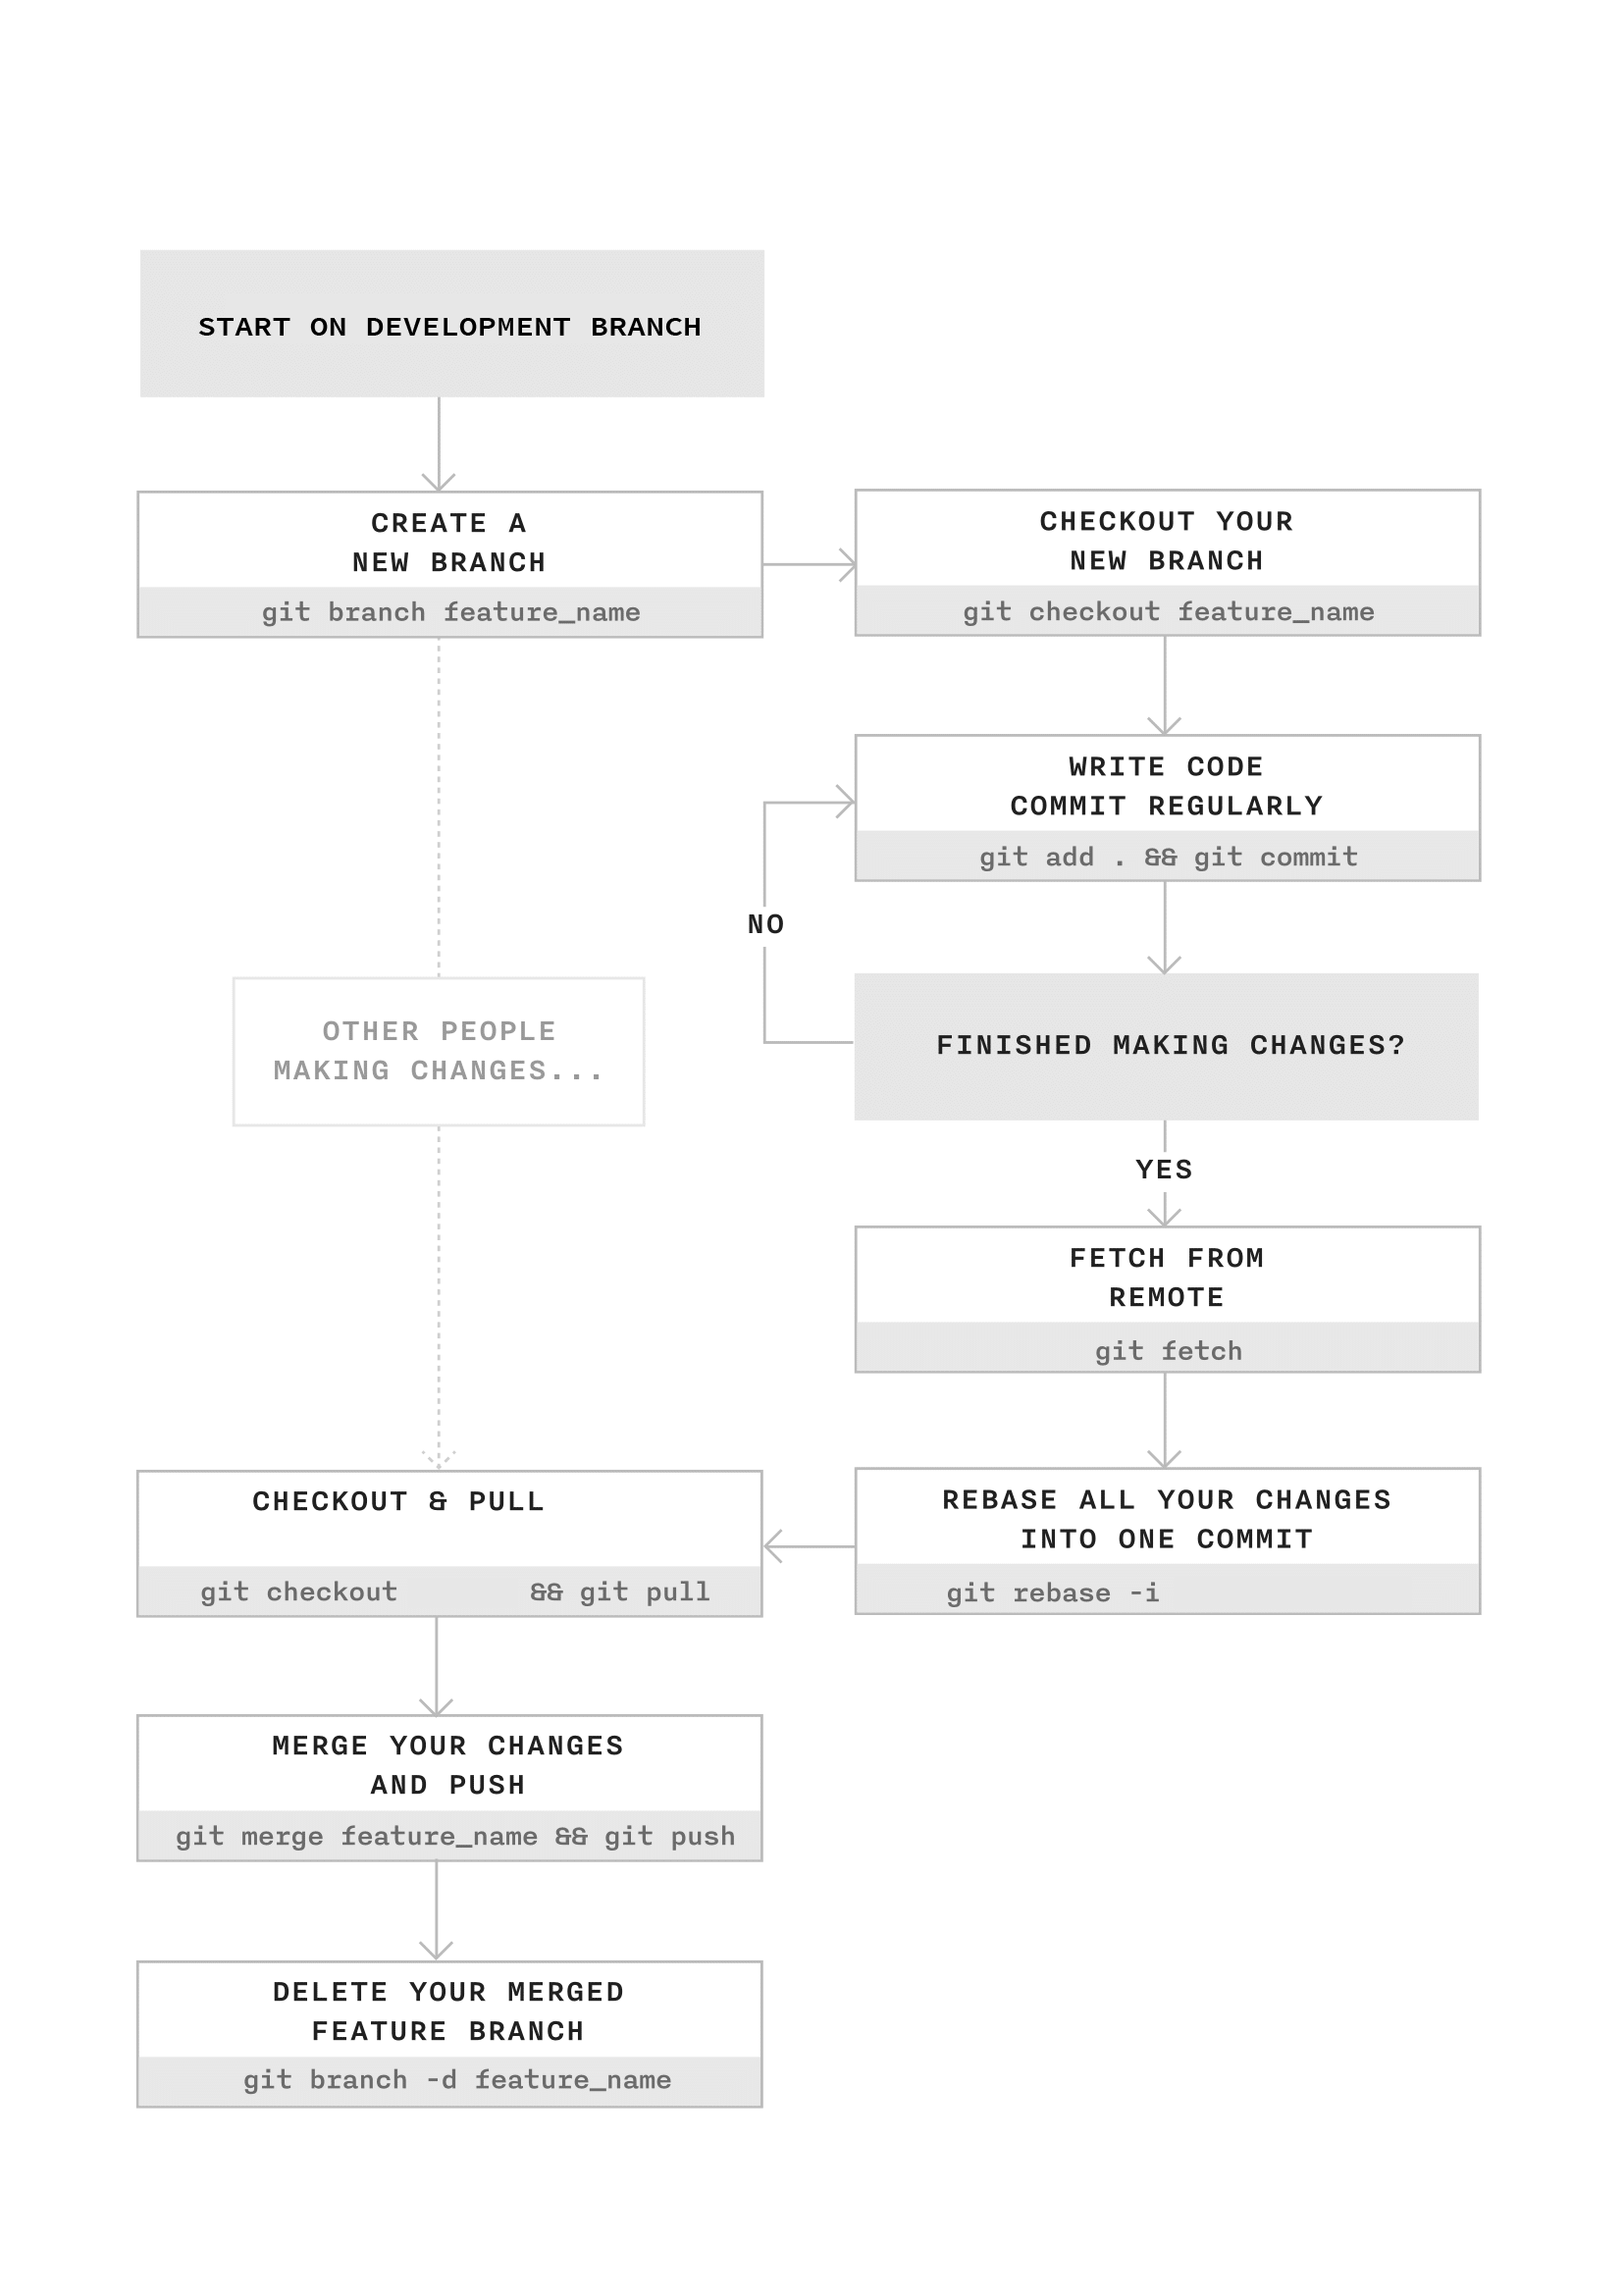 START ON DEVELOPMENT BRANCH
CREATE A
NEW BRANCH
git branch feature_name
CHECKOUT YOUR
NEW BRANCH
git checkout feature_name
WRITE CODE
COMMIT REGULARLY
git add . && git commit
NO
FINISHED MAKING CHANGES?
OTHER PEOPLE
MAKING CHANGES...
YES
FETCH FROM
REMOTE
git fetch
REBASE ALL YOUR CHANGES
INTO ONE COMMIT
git rebase -i
CHECKOUT & PULL
git checkout && git pull
MERGE YOUR CHANGES
AND PUSH
git merge feature_name && git push
DELETE YOUR MERGED
FEATURE BRANCH
git branch -d feature_name